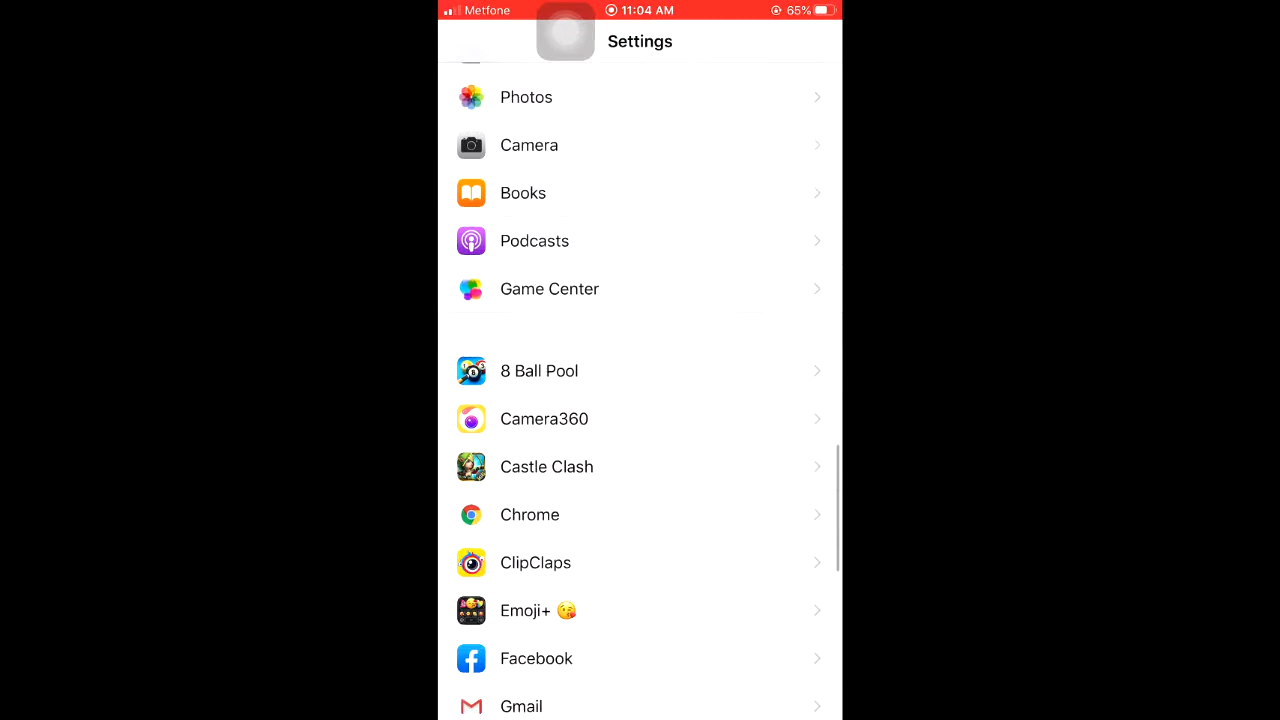 Metfone 11:04 AM 65%
Settings
Photos
Camera
Books
Podcasts
Game Center
8 Ball Pool
Camera360
Castle Clash
Chrome
ClipClaps
Emoji+ 😘
Facebook
Gmail